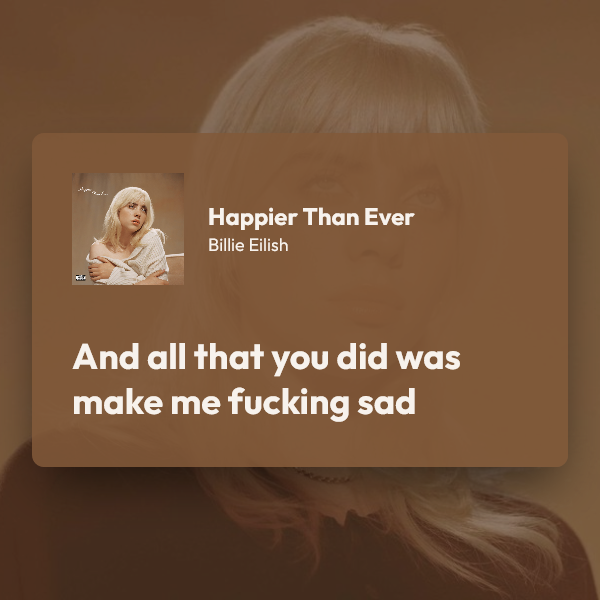 Happier Than Ever
Billie Eilish
And all that you did was
make me fucking sad